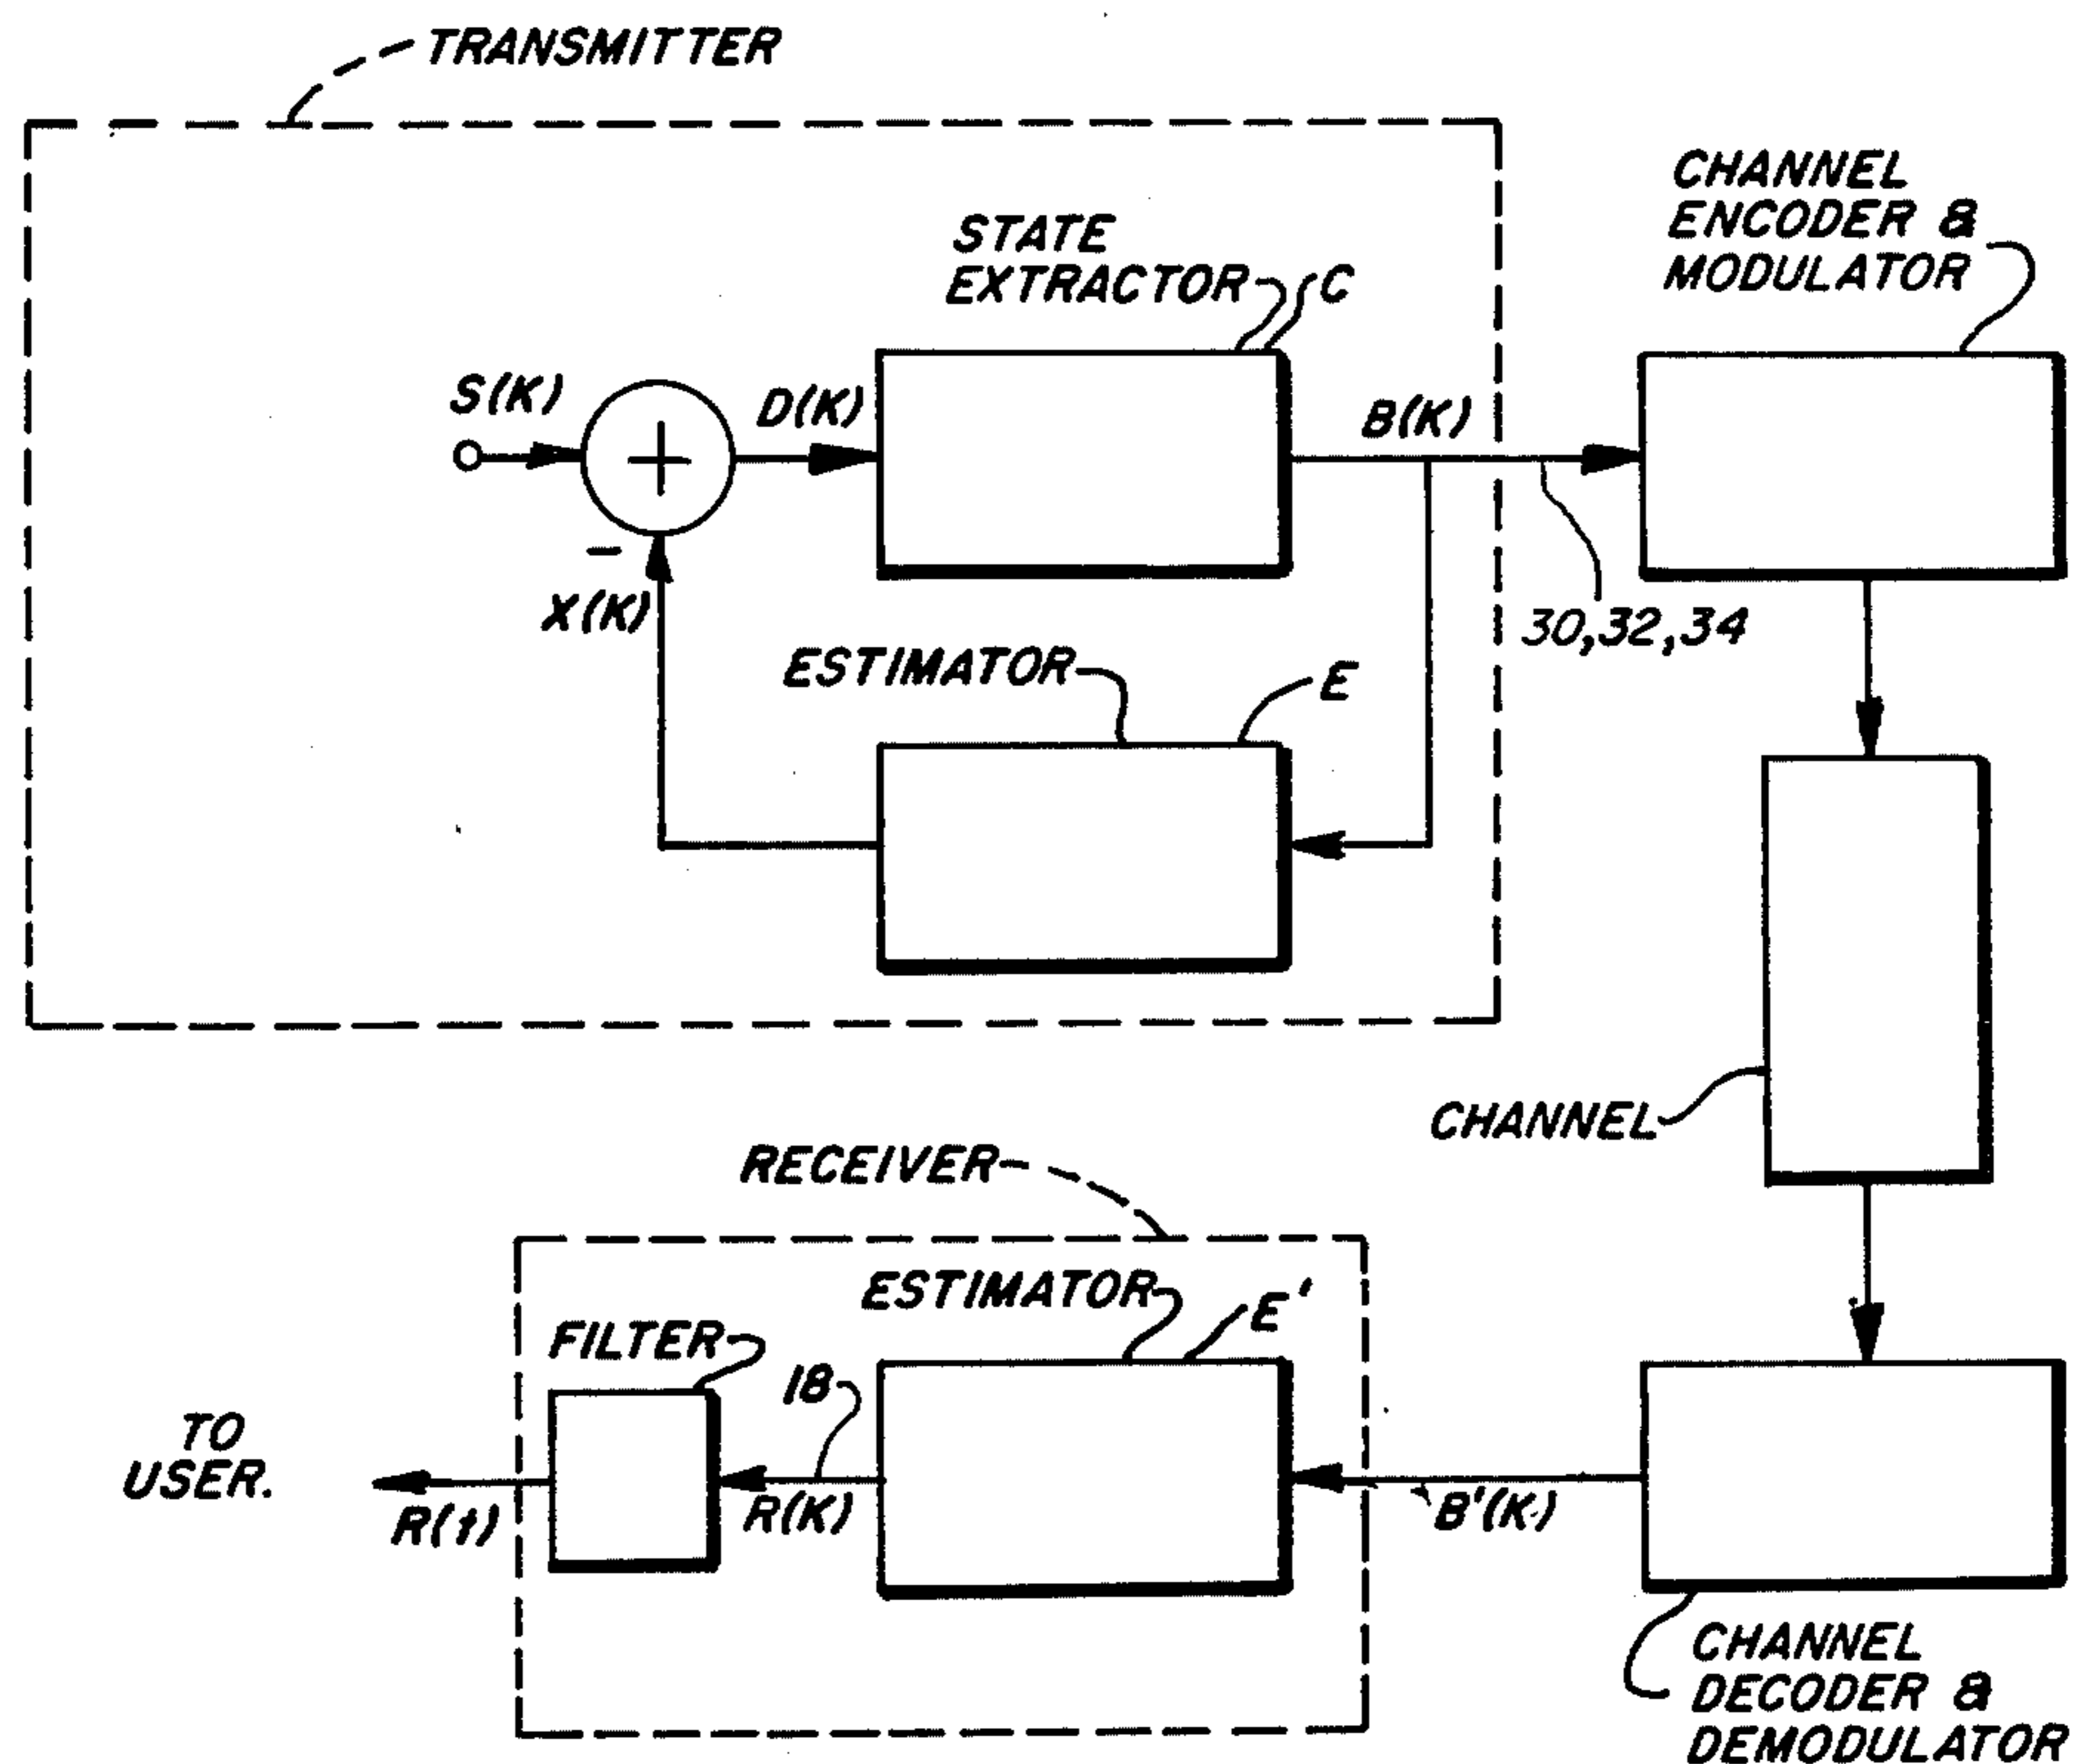 TRANSMITTER
CHANNEL
ENCODER &
MODULATOR
STATE
EXTRACTOR
C
S(K)
+
D(K)
B(K)
-
X(K)
30,32,34
ESTIMATOR
E
CHANNEL
RECEIVER
ESTIMATOR
E'
FILTER
18
TO
USER.
R(t)
R(K)
B'(K)
CHANNEL
DECODER &
DEMODULATOR